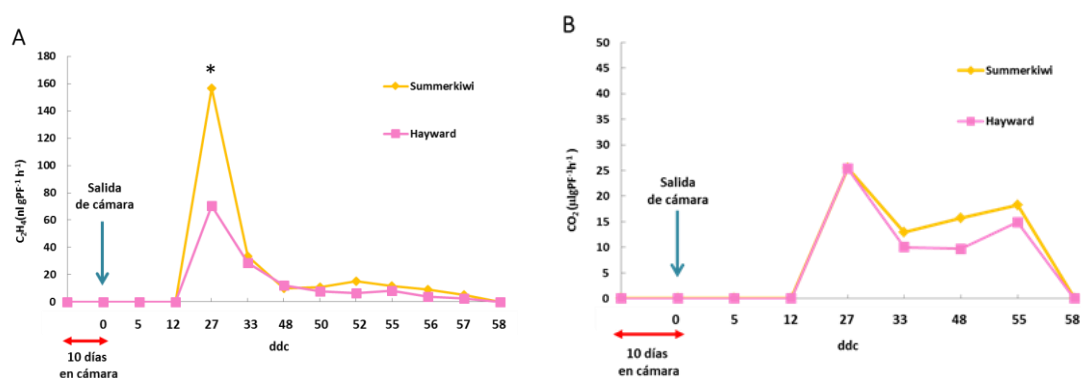 A
180
160
140
120
100
80
60
40
20
0
C₂H₄(nl gPF⁻¹ h⁻¹)
*
Summerkiwi
Hayward
Salida
de cámara
0 5 12 27 33 48 50 52 55 56 57 58
ddc
10 días
en cámara
B
50
45
40
35
30
25
20
15
10
5
0
CO₂ (µlgPF⁻¹h⁻¹)
Summerkiwi
Hayward
Salida
de cámara
0 5 12 27 33 48 55 58
ddc
10 días
en cámara